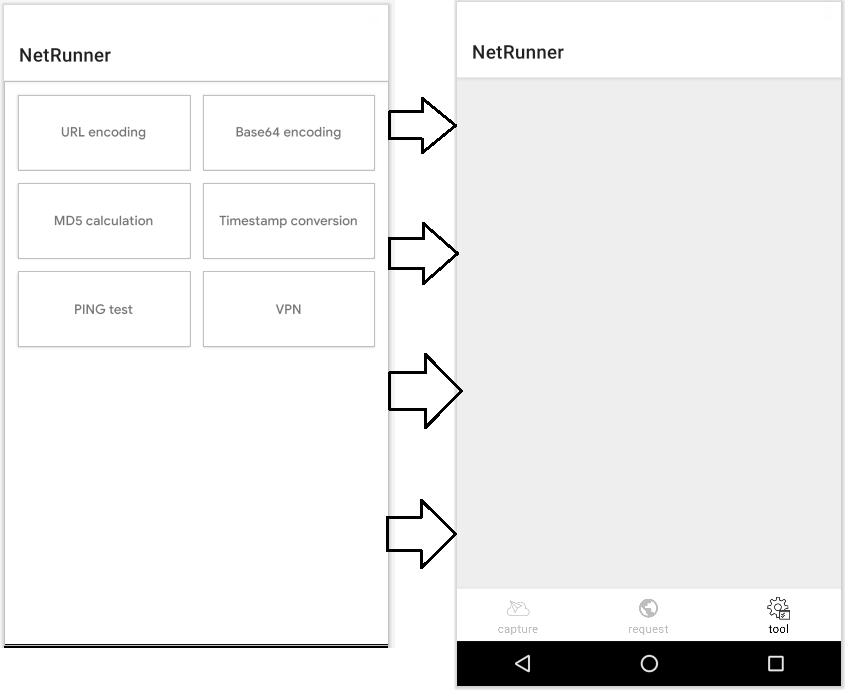 NetRunner
URL encoding
Base64 encoding
MD5 calculation
Timestamp conversion
PING test
VPN
NetRunner
capture
request
tool